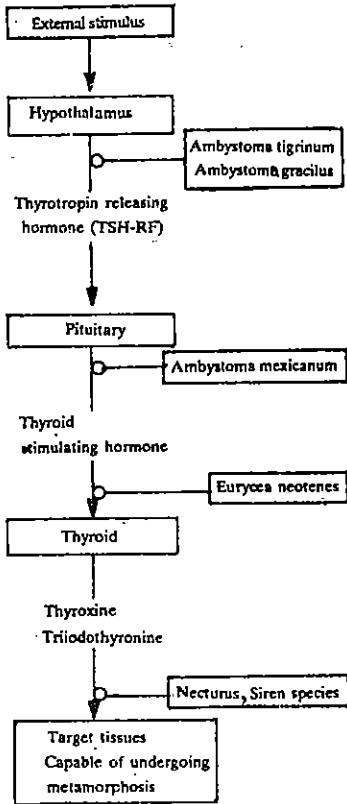 External stimulus
Hypothalamus
Ambystoma tigrinum
Ambystoma gracilus
Thyrotropin releasing
hormone (TSH-RF)
Pituitary
Ambystoma mexicanum
Thyroid
stimulating hormone
Eurycea neotenes
Thyroid
Thyroxine
Triiodothyronine
Necturus, Siren species
Target tissues
Capable of undergoing
metamorphosis